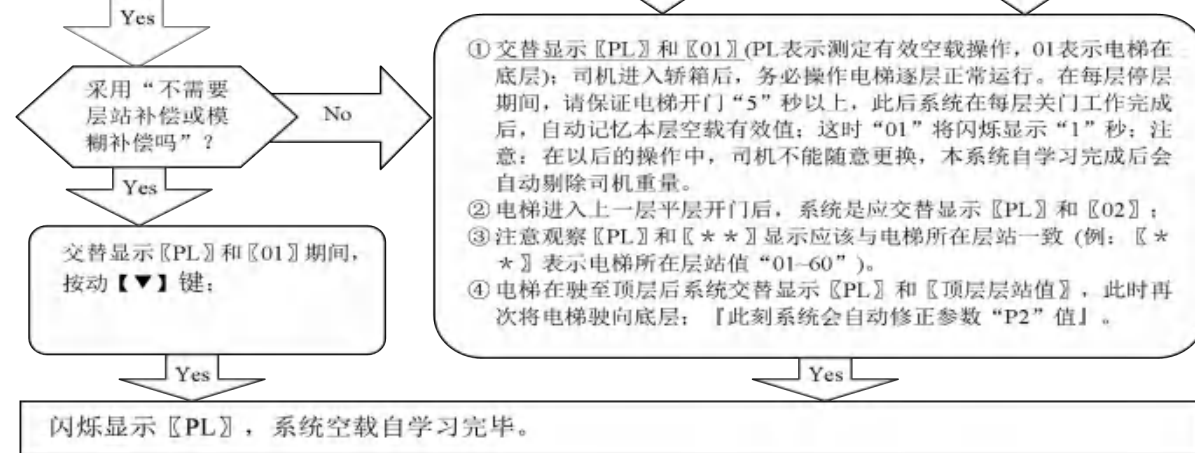 Yes
采用“不需要
层站补偿或模
糊补偿吗”？
No
Yes
交替显示〖PL〗和〖01〗期间，
按动【▼】键；
Yes
① 交替显示〖PL〗和〖01〗(PL表示测定有效空载操作，01表示电梯在
底层)；司机进入轿箱后，务必操作电梯逐层正常运行。在每层停层
期间，请保证电梯开门“5”秒以上，此后系统在每层关门工作完成
后，自动记忆本层空载有效值；这时“01”将闪烁显示“1”秒；注
意：在以后的操作中，司机不能随意更换，本系统自学习完成后会
自动剔除司机重量。
② 电梯进入上一层平层开门后，系统是应交替显示〖PL〗和〖02〗；
③ 注意观察〖PL〗和〖＊＊〗显示应该与电梯所在层站一致 (例：〖＊
＊〗表示电梯所在层站值“01~60”)。
④ 电梯在驶至顶层后系统交替显示〖PL〗和〖顶层层站值〗，此时再
次将电梯驶向底层；『此刻系统会自动修正参数“P2”值』。
Yes
闪烁显示〖PL〗，系统空载自学习完毕。